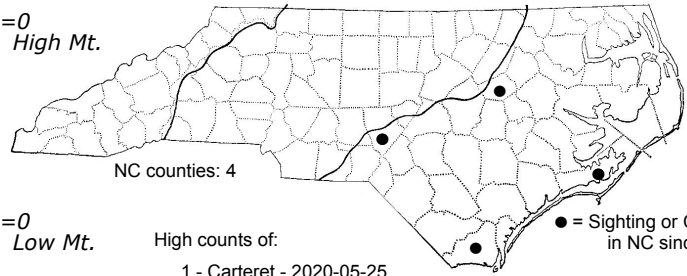 =0
High Mt.
NC counties: 4
=0
Low Mt.
High counts of:
● = Sighting or
in NC sinc
1 - Carteret - 2020-05-25